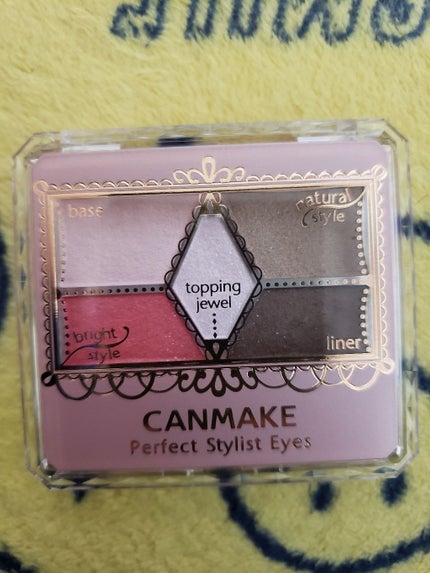 base
natural
style
topping
jewel
bright
style
liner
CANMAKE
Perfect Stylist Eyes